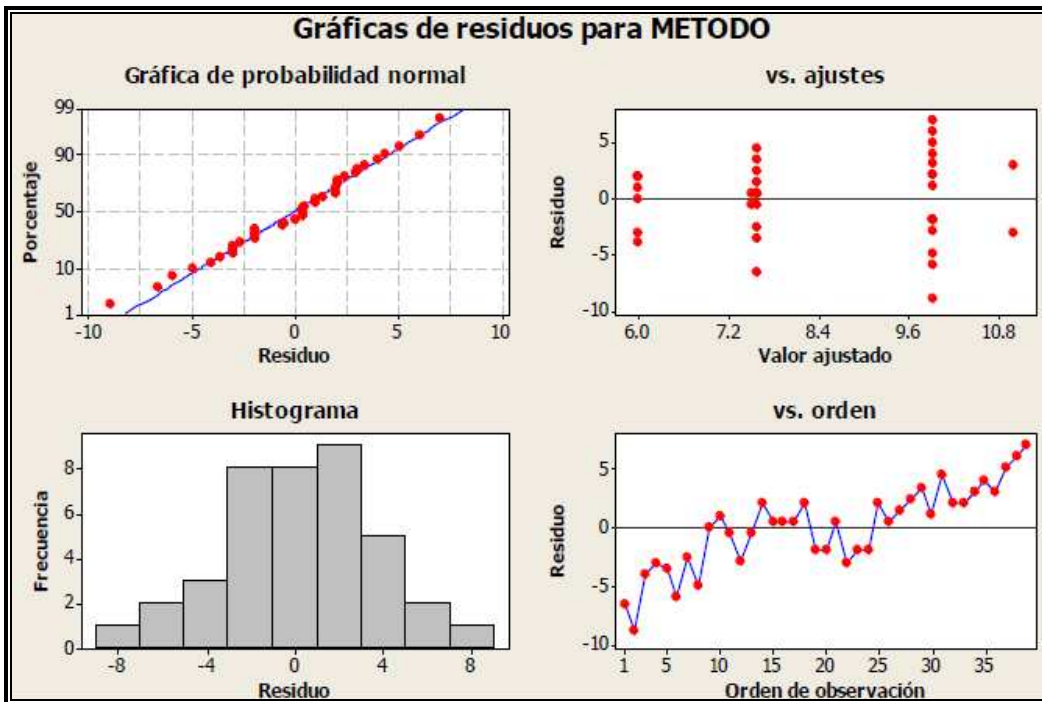 Gráficas de residuos para METODO
Gráfica de probabilidad normal
99
90
50
10
1
Porcentaje
-10 -5 0 5 10
Residuo
vs. ajustes
5
0
-5
-10
Residuo
6.0 7.2 8.4 9.6 10.8
Valor ajustado
Histograma
8
6
4
2
0
Frecuencia
-8 -4 0 4 8
Residuo
vs. orden
5
0
-5
-10
Residuo
1 5 10 15 20 25 30 35
Orden de observación